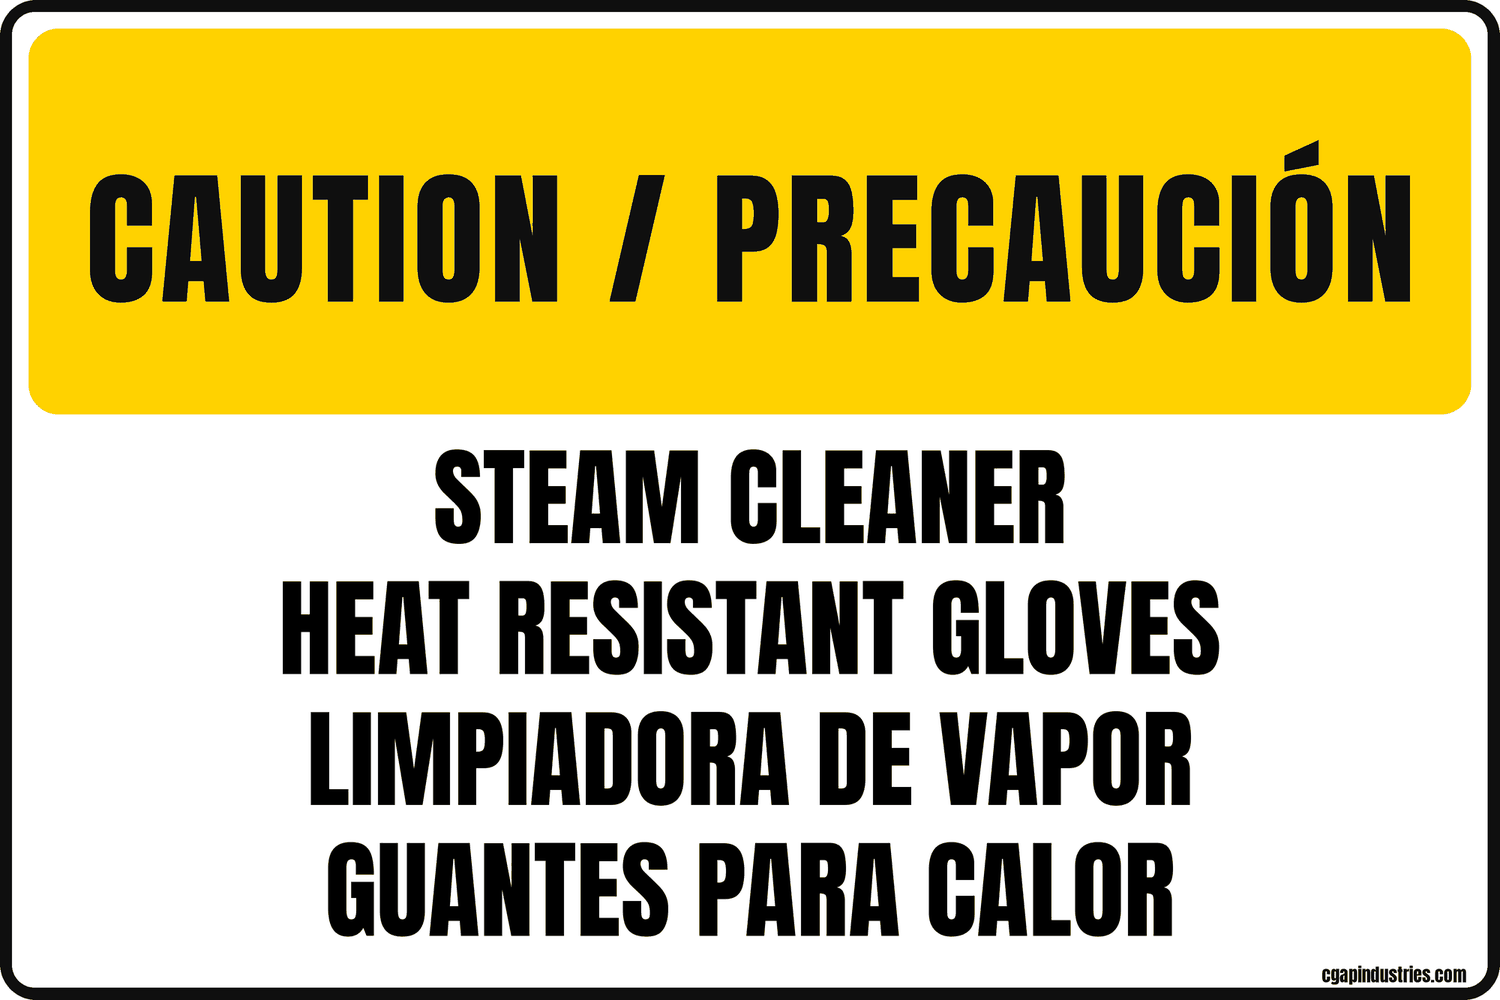 CAUTION / PRECAUCIÓN
STEAM CLEANER
HEAT RESISTANT GLOVES
LIMPIADORA DE VAPOR
GUANTES PARA CALOR
cgapindustries.com